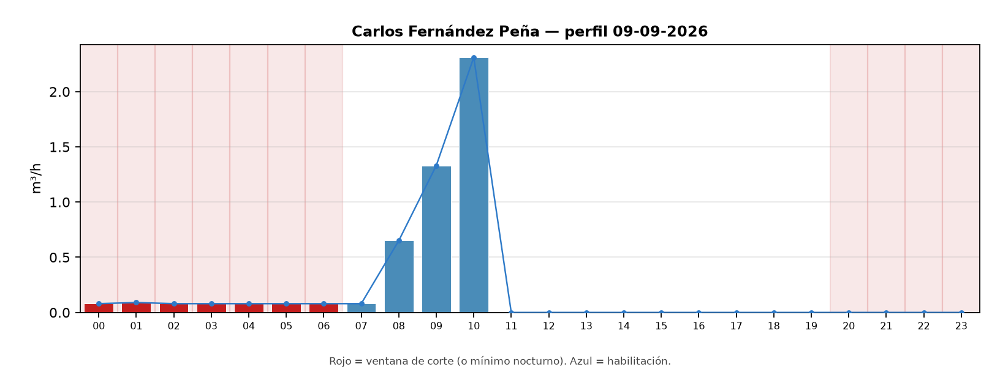 Carlos Fernández Peña — perfil 09-09-2026
m³/h
2.0
1.5
1.0
0.5
0.0
00 01 02 03 04 05 06 07 08 09 10 11 12 13 14 15 16 17 18 19 20 21 22 23
Rojo = ventana de corte (o mínimo nocturno). Azul = habilitación.